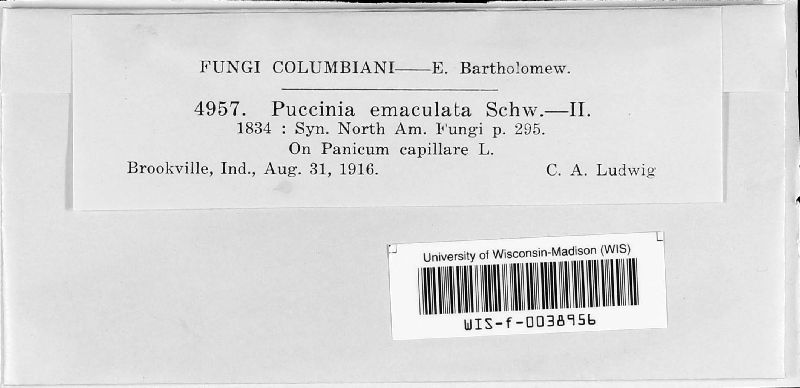 FUNGI COLUMBIANI——E. Bartholomew.
4957. Puccinia emaculata Schw.—II.
1834 : Syn. North Am. Fungi p. 295.
On Panicum capillare L.
Brookville, Ind., Aug. 31, 1916. C. A. Ludwig
University of Wisconsin-Madison (WIS)
WIS-f-0038956